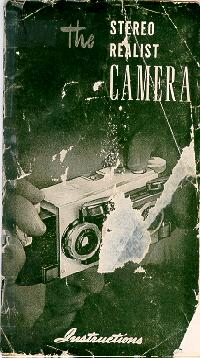 the
STEREO
REALIST
CAMERA
Instructions